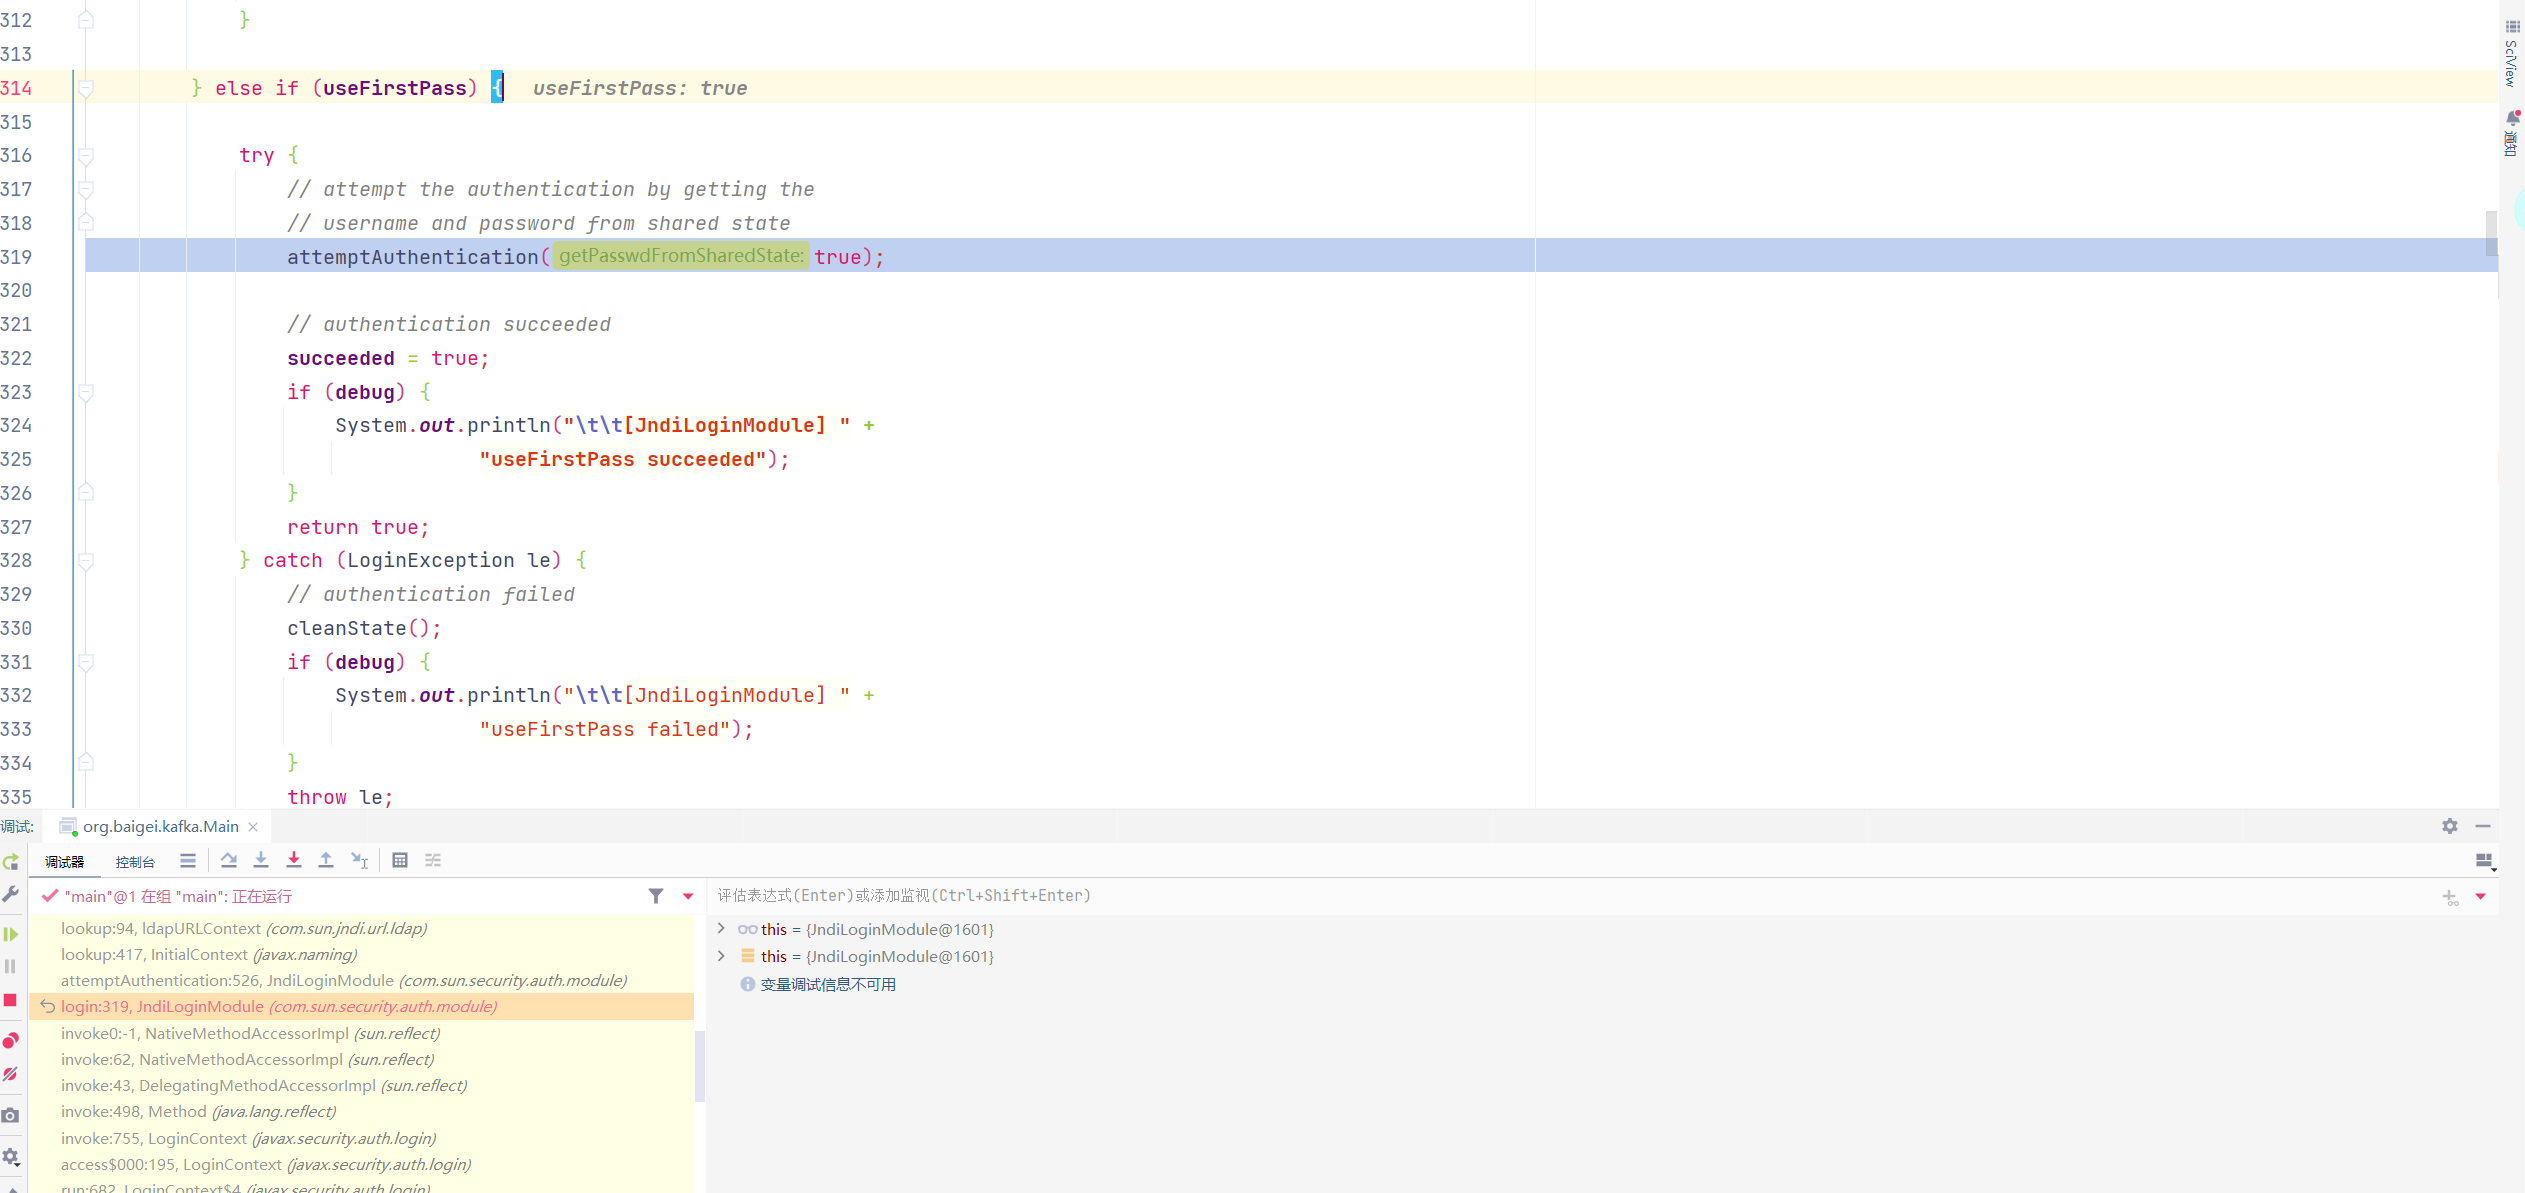 312 }
313
314 } else if (useFirstPass) { useFirstPass: true
315
316 try {
317 // attempt the authentication by getting the
318 // username and password from shared state
319 attemptAuthentication( getPasswdFromSharedState: true);
320
321 // authentication succeeded
322 succeeded = true;
323 if (debug) {
324 System.out.println("\t\t[JndiLoginModule] " +
325 "useFirstPass succeeded");
326 }
327 return true;
328 } catch (LoginException le) {
329 // authentication failed
330 cleanState();
331 if (debug) {
332 System.out.println("\t\t[JndiLoginModule] " +
333 "useFirstPass failed");
334 }
335 throw le;
SciView
通知
调试: org.baigei.kafka.Main
调试器 控制台
"main"@1 在组 "main": 正在运行
lookup:94, ldapURLContext (com.sun.jndi.url.ldap)
lookup:417, InitialContext (javax.naming)
attemptAuthentication:526, JndiLoginModule (com.sun.security.auth.module)
login:319, JndiLoginModule (com.sun.security.auth.module)
invoke0:-1, NativeMethodAccessorImpl (sun.reflect)
invoke:62, NativeMethodAccessorImpl (sun.reflect)
invoke:43, DelegatingMethodAccessorImpl (sun.reflect)
invoke:498, Method (java.lang.reflect)
invoke:755, LoginContext (javax.security.auth.login)
access$000:195, LoginContext (javax.security.auth.login)
run:682, LoginContext$4 (javax.security.auth.login)
评估表达式(Enter)或添加监视(Ctrl+Shift+Enter)
this = {JndiLoginModule@1601}
this = {JndiLoginModule@1601}
变量调试信息不可用